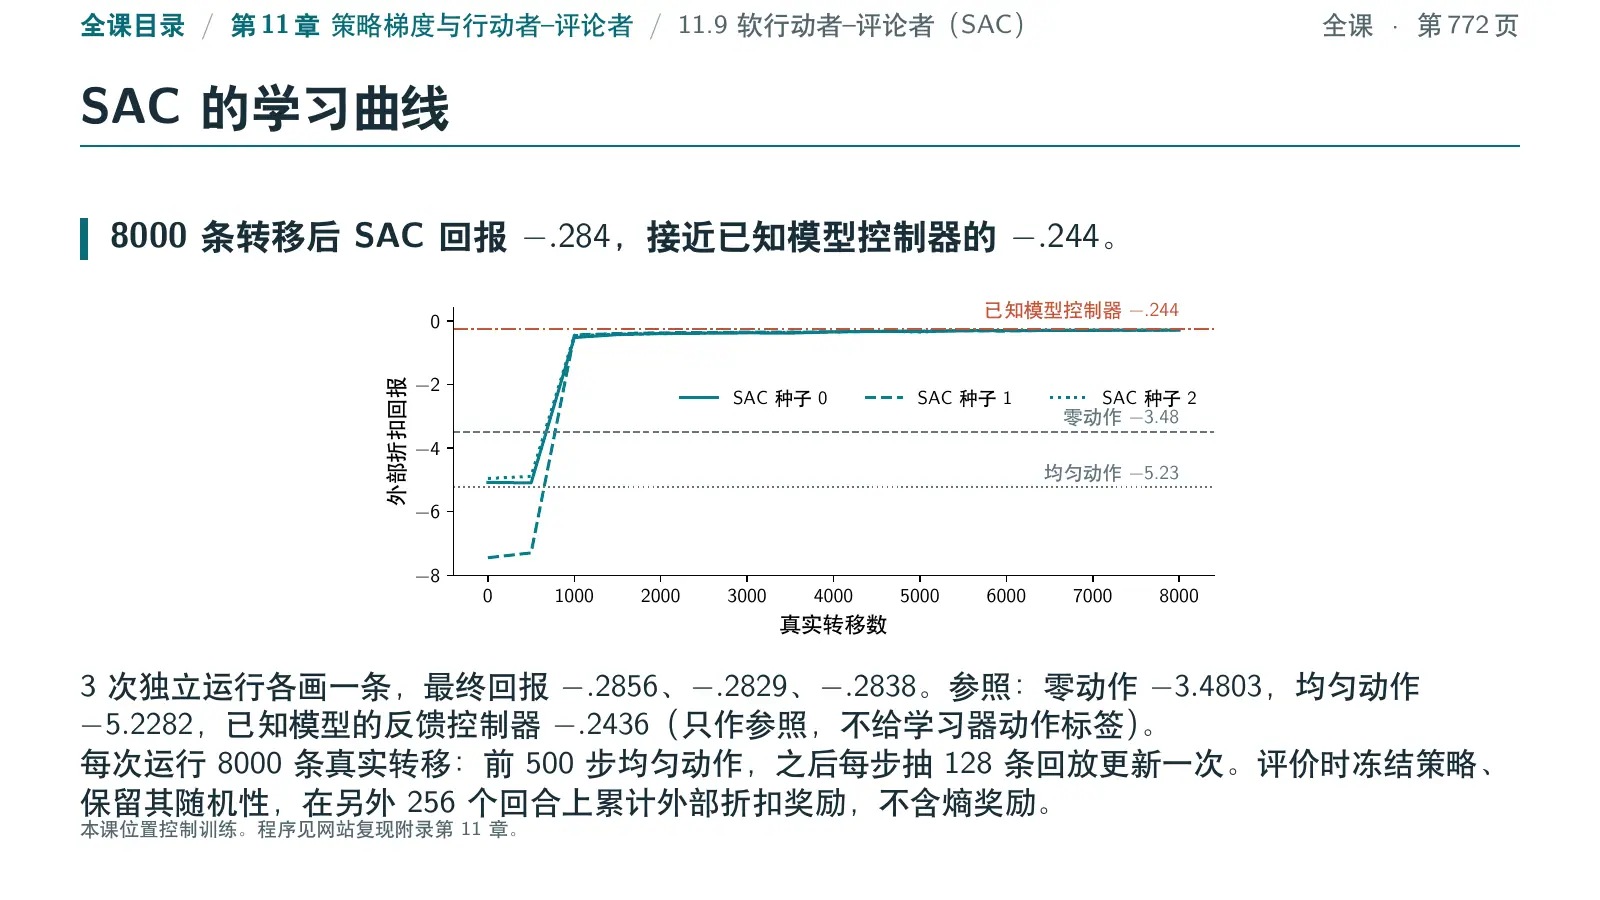 全课目录 / 第 11 章 策略梯度与行动者–评论者 / 11.9 软行动者–评论者（SAC） 全课 · 第 772 页
SAC 的学习曲线
8000 条转移后 SAC 回报 −.284，接近已知模型控制器的 −.244。
已知模型控制器 −.244
SAC 种子 0 SAC 种子 1 SAC 种子 2
零动作 −3.48
均匀动作 −5.23
外部折扣回报
0
−2
−4
−6
−8
0 1000 2000 3000 4000 5000 6000 7000 8000
真实转移数
3 次独立运行各画一条，最终回报 −.2856、−.2829、−.2838。参照：零动作 −3.4803，均匀动作
−5.2282，已知模型的反馈控制器 −.2436（只作参照，不给学习器动作标签）。
每次运行 8000 条真实转移：前 500 步均匀动作，之后每步抽 128 条回放更新一次。评价时冻结策略、
保留其随机性，在另外 256 个回合上累计外部折扣奖励，不含熵奖励。
本课位置控制训练。程序见网站复现附录第 11 章。